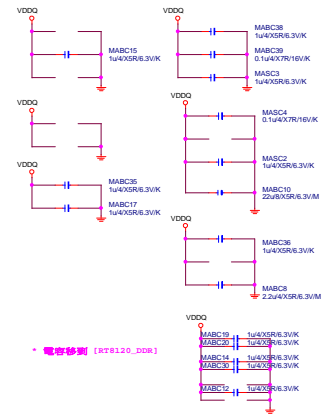 VDDQ
MABC15
1u/4/X5R/6.3V/K
VDDQ
MABC38
1u/4/X5R/6.3V/K
MABC39
0.1u/4/X7R/16V/K
MASC3
1u/4/X5R/6.3V/K
VDDQ
VDDQ
MASC4
0.1u/4/X7R/16V/K
MASC2
1u/4/X5R/6.3V/K
MABC10
22u/8/X5R/6.3V/M
VDDQ
MABC35
1u/4/X5R/6.3V/K
MABC17
1u/4/X5R/6.3V/K
VDDQ
MABC36
1u/4/X5R/6.3V/K
MABC8
2.2u/4/X5R/6.3V/M
VDDQ
MABC19 1u/4/X5R/6.3V/K
MABC20 1u/4/X5R/6.3V/K
MABC14 1u/4/X5R/6.3V/K
MABC30 1u/4/X5R/6.3V/K
MABC12 1u/4/X5R/6.3V/K
* 電容移到 [RT8120_DDR]